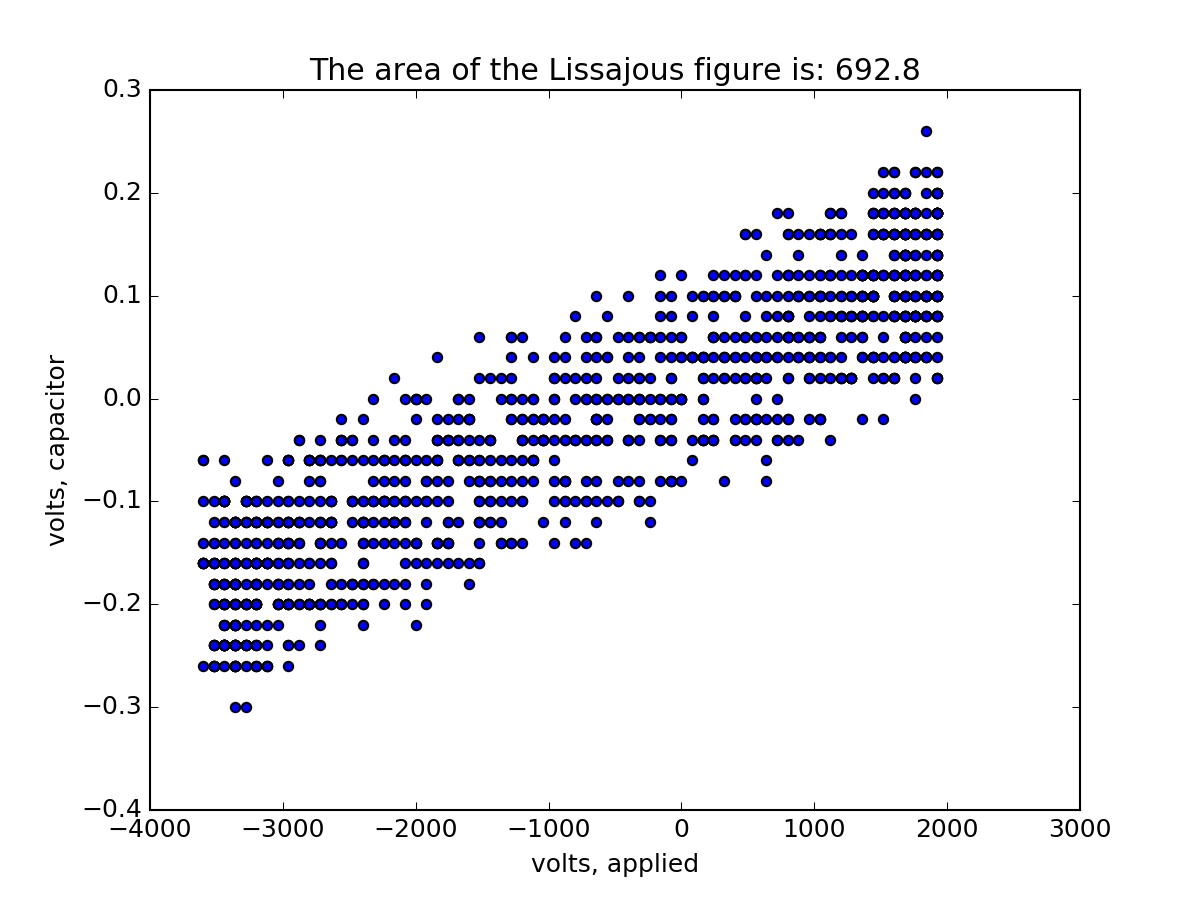 The area of the Lissajous figure is: 692.8
0.3
0.2
0.1
0.0
−0.1
−0.2
−0.3
−0.4
volts, capacitor
−4000 −3000 −2000 −1000 0 1000 2000 3000
volts, applied